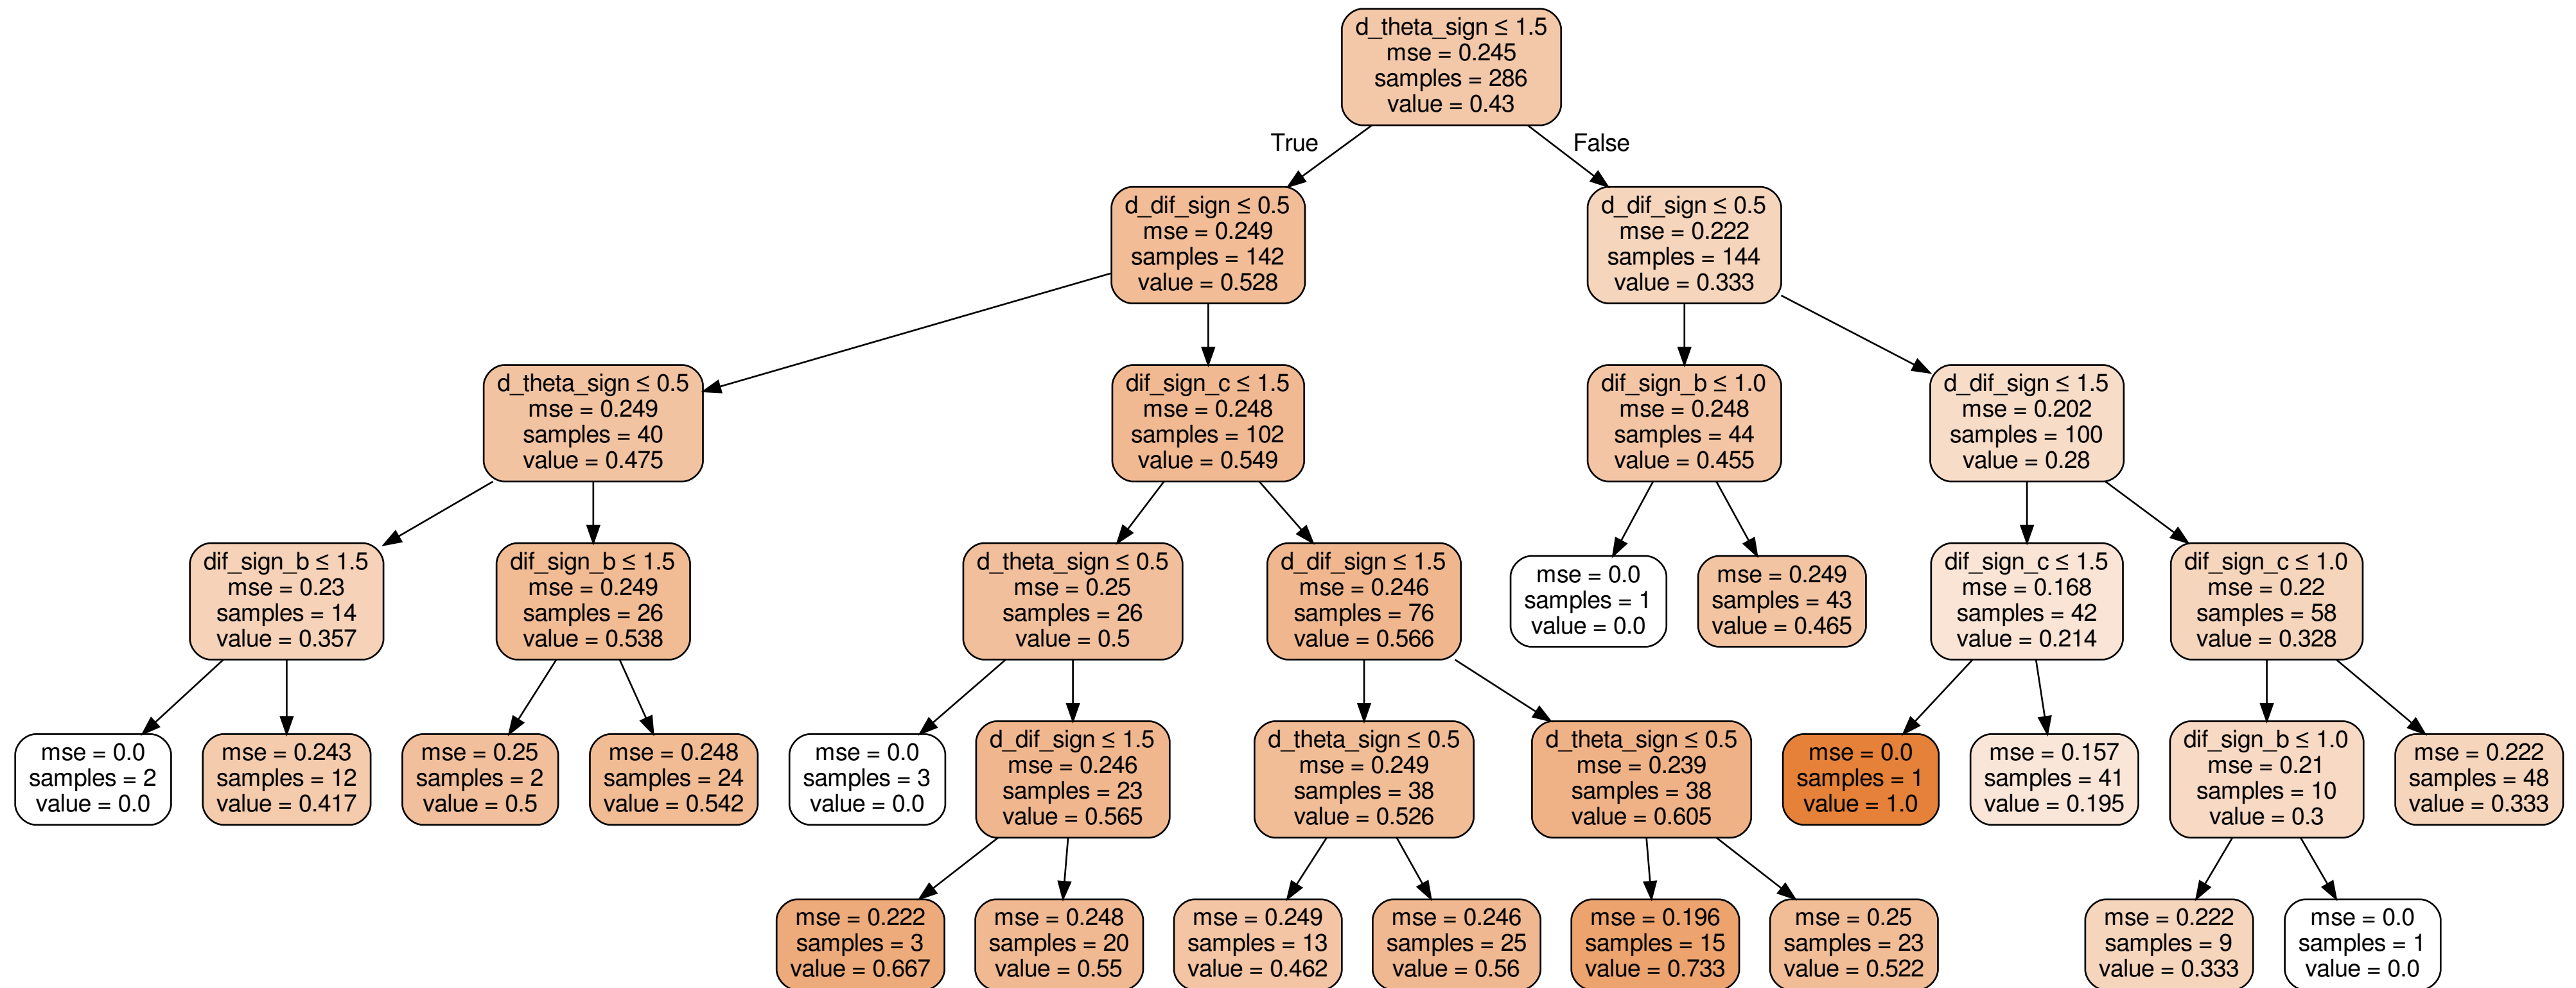 d_theta_sign ≤ 1.5
mse = 0.245
samples = 286
value = 0.43
True
False
d_dif_sign ≤ 0.5
mse = 0.249
samples = 142
value = 0.528
d_dif_sign ≤ 0.5
mse = 0.222
samples = 144
value = 0.333
d_theta_sign ≤ 0.5
mse = 0.249
samples = 40
value = 0.475
dif_sign_c ≤ 1.5
mse = 0.248
samples = 102
value = 0.549
dif_sign_b ≤ 1.0
mse = 0.248
samples = 44
value = 0.455
d_dif_sign ≤ 1.5
mse = 0.202
samples = 100
value = 0.28
dif_sign_b ≤ 1.5
mse = 0.23
samples = 14
value = 0.357
dif_sign_b ≤ 1.5
mse = 0.249
samples = 26
value = 0.538
d_theta_sign ≤ 0.5
mse = 0.25
samples = 26
value = 0.5
d_dif_sign ≤ 1.5
mse = 0.246
samples = 76
value = 0.566
mse = 0.0
samples = 1
value = 0.0
mse = 0.249
samples = 43
value = 0.465
dif_sign_c ≤ 1.5
mse = 0.168
samples = 42
value = 0.214
dif_sign_c ≤ 1.0
mse = 0.22
samples = 58
value = 0.328
mse = 0.0
samples = 2
value = 0.0
mse = 0.243
samples = 12
value = 0.417
mse = 0.25
samples = 2
value = 0.5
mse = 0.248
samples = 24
value = 0.542
mse = 0.0
samples = 3
value = 0.0
d_dif_sign ≤ 1.5
mse = 0.246
samples = 23
value = 0.565
d_theta_sign ≤ 0.5
mse = 0.249
samples = 38
value = 0.526
d_theta_sign ≤ 0.5
mse = 0.239
samples = 38
value = 0.605
mse = 0.0
samples = 1
value = 1.0
mse = 0.157
samples = 41
value = 0.195
dif_sign_b ≤ 1.0
mse = 0.21
samples = 10
value = 0.3
mse = 0.222
samples = 48
value = 0.333
mse = 0.222
samples = 3
value = 0.667
mse = 0.248
samples = 20
value = 0.55
mse = 0.249
samples = 13
value = 0.462
mse = 0.246
samples = 25
value = 0.56
mse = 0.196
samples = 15
value = 0.733
mse = 0.25
samples = 23
value = 0.522
mse = 0.222
samples = 9
value = 0.333
mse = 0.0
samples = 1
value = 0.0